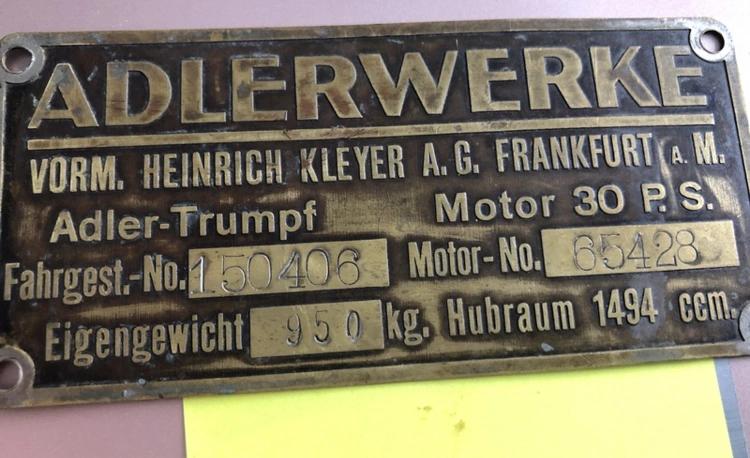 ADLERWERKE
VORM. HEINRICH KLEYER A.G. FRANKFURT A. M.
Adler-Trumpf Motor 30 P.S.
Fahrgest.-No. 150406 Motor-No. 65428
Eigengewicht 950 kg. Hubraum 1494 ccm.